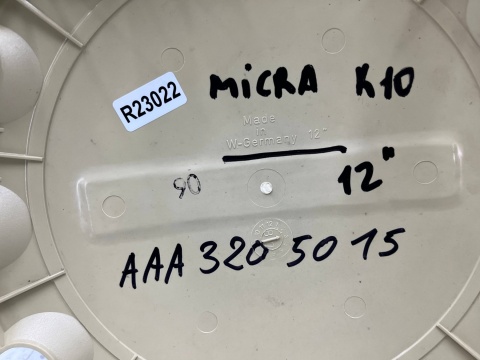 MiCRA K10
R23022
Made
in
W-Germany 12"
12"
90
AAA 320 50 15